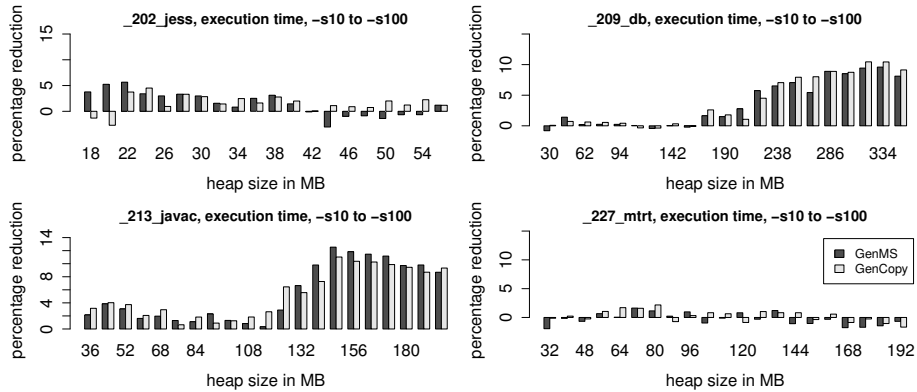 _202_jess, execution time, −s10 to −s100
percentage reduction
0 5 15
18 22 26 30 34 38 42 46 50 54
heap size in MB
_209_db, execution time, −s10 to −s100
percentage reduction
0 5 10
30 62 94 142 190 238 286 334
heap size in MB
_213_javac, execution time, −s10 to −s100
percentage reduction
0 4 8 14
36 52 68 84 108 132 156 180
heap size in MB
_227_mtrt, execution time, −s10 to −s100
percentage reduction
0 5 10
32 48 64 80 96 120 144 168 192
heap size in MB
GenMS
GenCopy